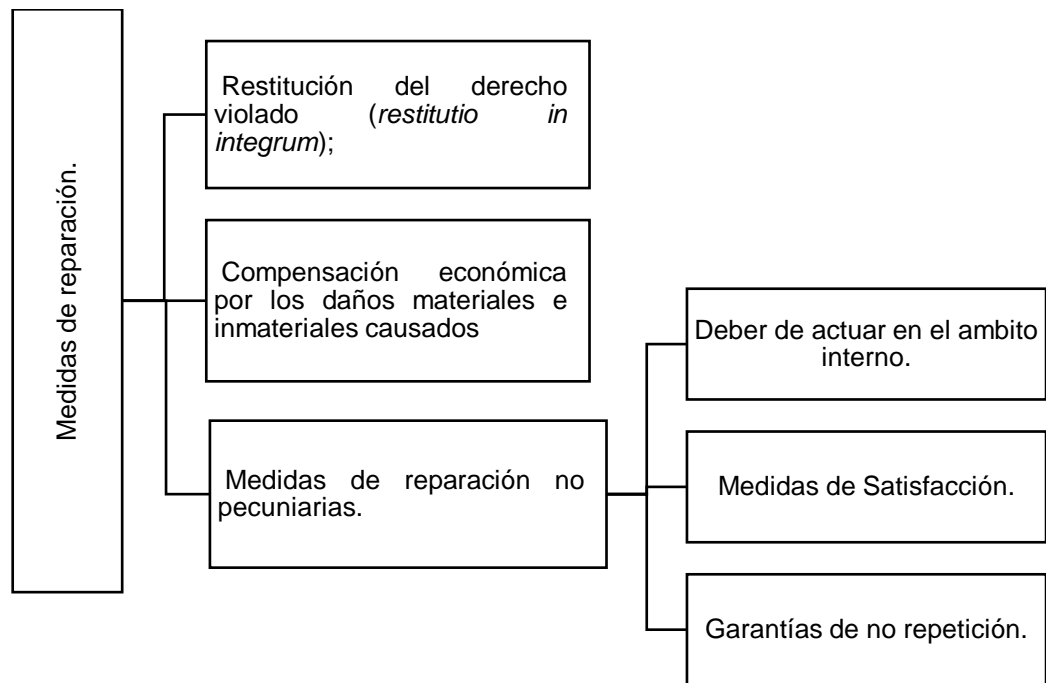 Medidas de reparación.
Restitución del derecho
violado (restitutio in
integrum);
Compensación económica
por los daños materiales e
inmateriales causados
Medidas de reparación no
pecuniarias.
Deber de actuar en el ambito
interno.
Medidas de Satisfacción.
Garantías de no repetición.